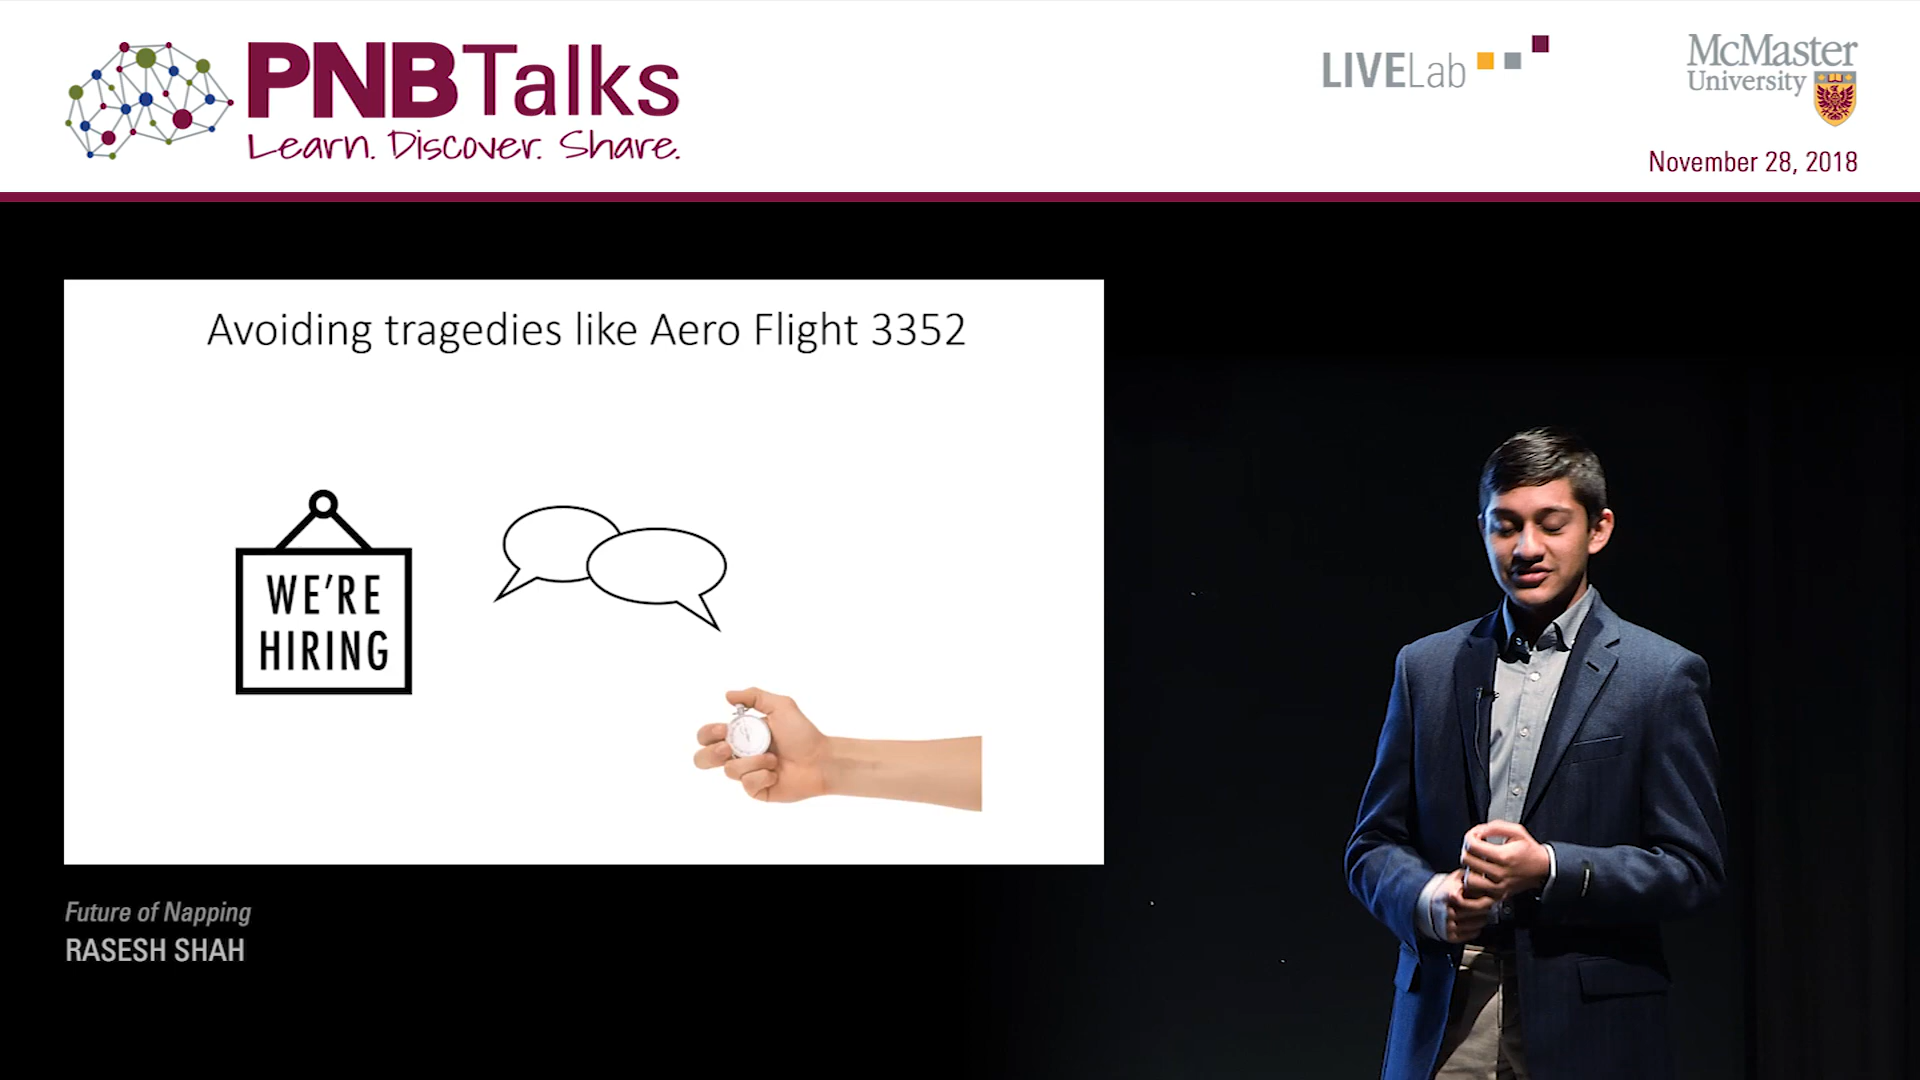 PNBTalks
Learn. Discover. Share.
LIVELab
McMaster
University
November 28, 2018
Avoiding tragedies like Aero Flight 3352
WE'RE
HIRING
Future of Napping
RASESH SHAH